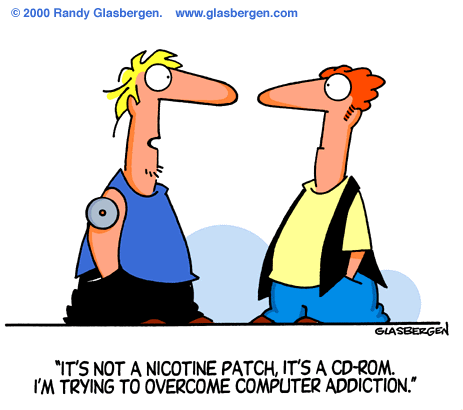 © 2000 Randy Glasbergen. www.glasbergen.com
GLASBERGEN
"IT'S NOT A NICOTINE PATCH, IT'S A CD-ROM.
I'M TRYING TO OVERCOME COMPUTER ADDICTION."